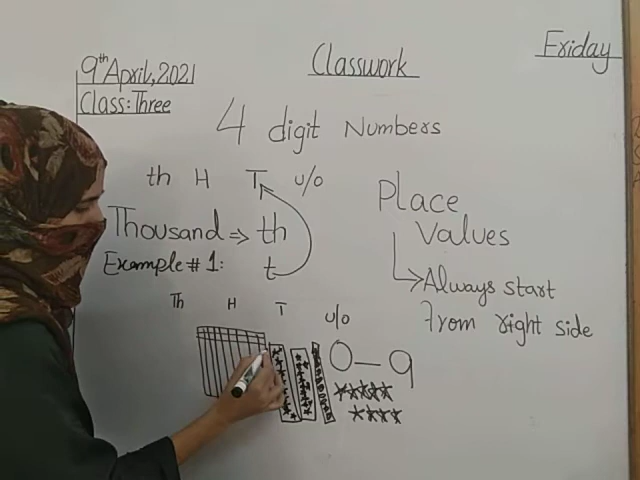 9th April, 2021
Classwork
Friday
Class: Three
4 digit Numbers
th H T u/o
Thousand ⇒ th
t
Example # 1:
Place
Values
Always start
from right side
Th H T u/o
0 — 9